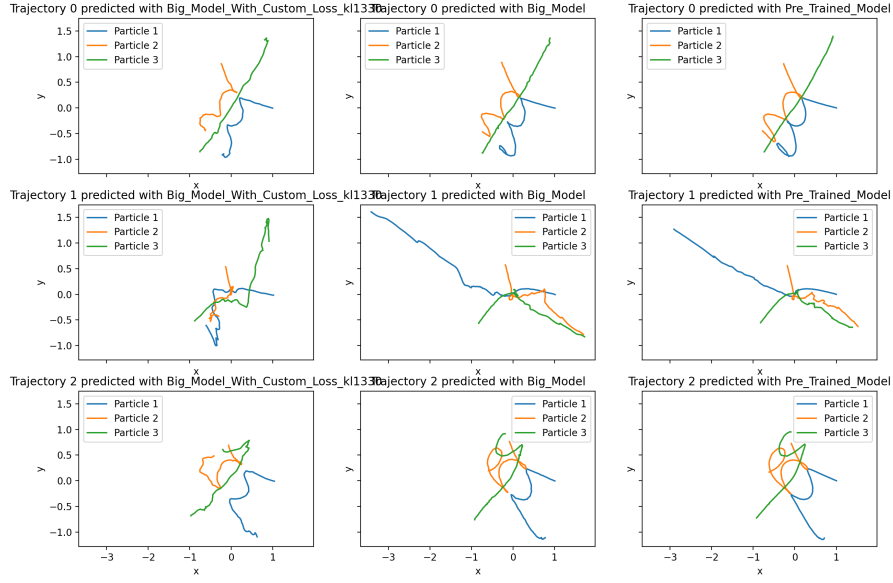 Trajectory 0 predicted with Big_Model_With_Custom_Loss_kl1330
Trajectory 0 predicted with Big_Model
Trajectory 0 predicted with Pre_Trained_Model
Particle 1
Particle 2
Particle 3
Particle 1
Particle 2
Particle 3
Particle 1
Particle 2
Particle 3
1.5
1.0
0.5
0.0
−0.5
−1.0
y
y
y
x
x
x
Trajectory 1 predicted with Big_Model_With_Custom_Loss_kl1330
Trajectory 1 predicted with Big_Model
Trajectory 1 predicted with Pre_Trained_Model
Particle 1
Particle 2
Particle 3
Particle 1
Particle 2
Particle 3
Particle 1
Particle 2
Particle 3
1.5
1.0
0.5
0.0
−0.5
−1.0
y
y
y
x
x
x
Trajectory 2 predicted with Big_Model_With_Custom_Loss_kl1330
Trajectory 2 predicted with Big_Model
Trajectory 2 predicted with Pre_Trained_Model
Particle 1
Particle 2
Particle 3
Particle 1
Particle 2
Particle 3
Particle 1
Particle 2
Particle 3
1.5
1.0
0.5
0.0
−0.5
−1.0
y
y
y
−3 −2 −1 0 1
−3 −2 −1 0 1
−3 −2 −1 0 1
x
x
x